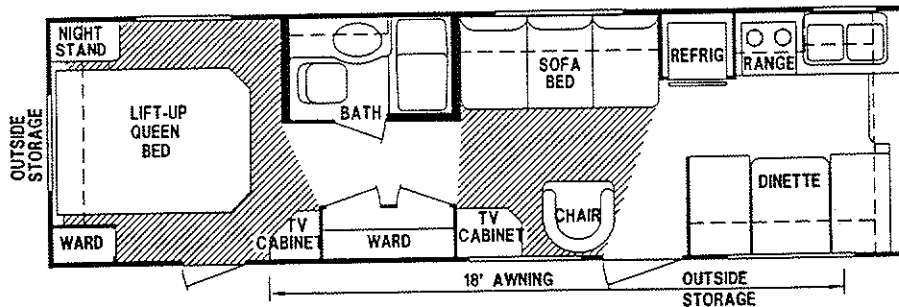 NIGHT
STAND
LIFT-UP
QUEEN
BED
OUTSIDE
STORAGE
WARD
BATH
SOFA
BED
REFRIG
RANGE
DINETTE
CHAIR
TV
CABINET
WARD
TV
CABINET
18' AWNING
OUTSIDE
STORAGE